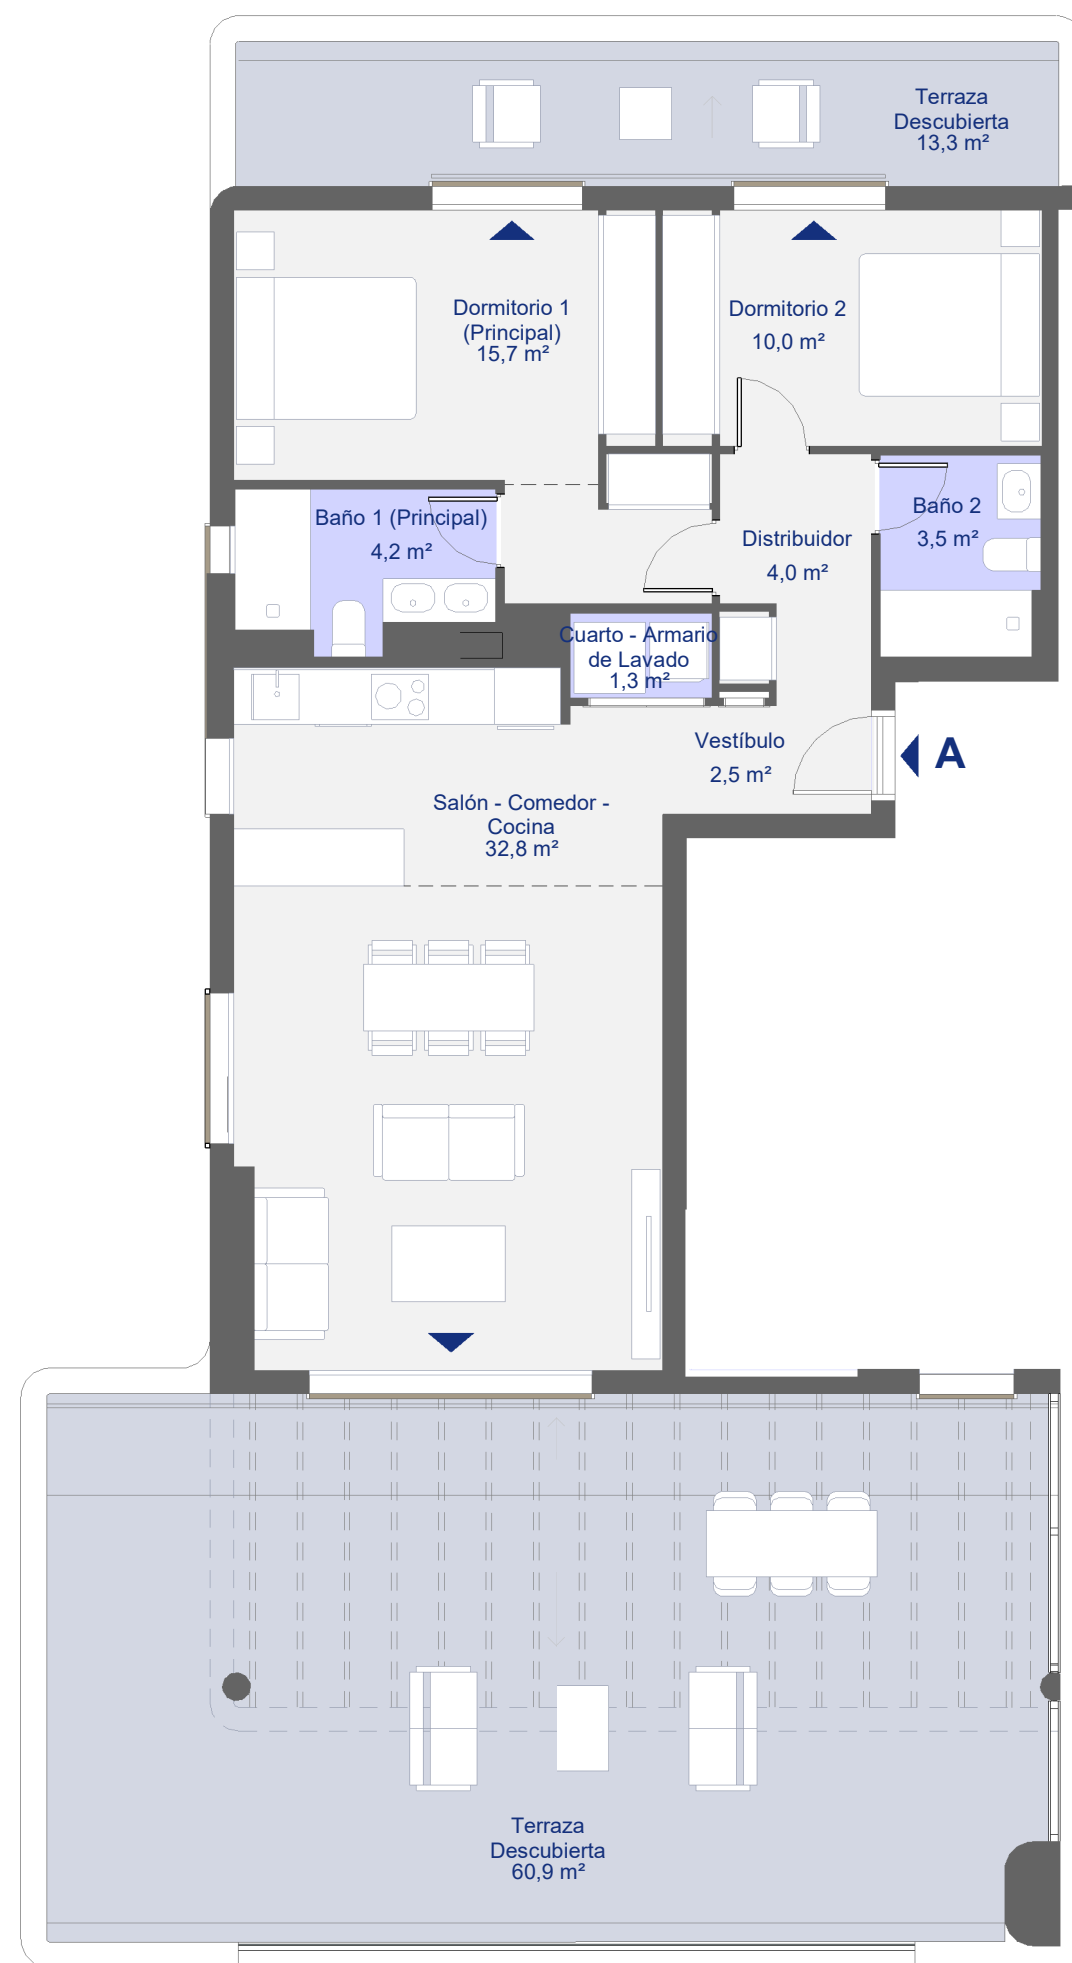 Terraza
Descubierta
13,3 m²
Dormitorio 1
(Principal)
15,7 m²
Dormitorio 2
10,0 m²
Baño 1 (Principal)
4,2 m²
Baño 2
3,5 m²
Distribuidor
4,0 m²
Cuarto - Armario
de Lavado
1,3 m²
Vestíbulo
2,5 m²
A
Salón - Comedor -
Cocina
32,8 m²
Terraza
Descubierta
60,9 m²